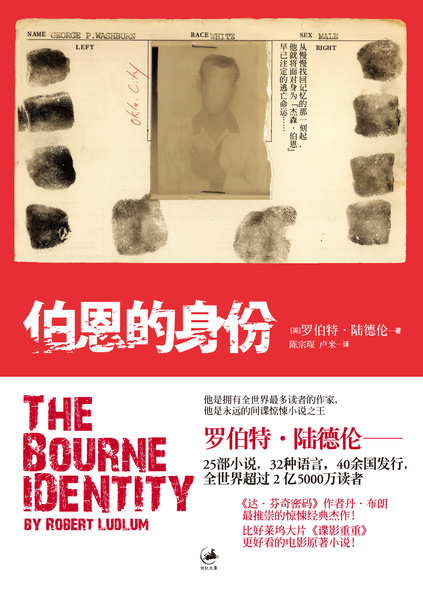 NAME GEORGE P. WASHBURN RACE WHITE SEX MALE
LEFT
RIGHT
Okla. City
从慢慢找回记忆的那一刻起，
他就将面对身为『杰森·伯恩』
早已注定的逃亡命运……
伯恩的身份
[美]罗伯特·陆德伦 著
陈宗琛 卢米 译
THE
BOURNE
IDENTITY
BY ROBERT LUDLUM
他是拥有全世界最多读者的作家，
他是永远的间谍惊悚小说之王
罗伯特·陆德伦——
25部小说，32种语言，40余国发行，
全世界超过 2 亿5000万读者
《达·芬奇密码》作者丹·布朗
最推崇的惊悚经典杰作！
比好莱坞大片《谍影重重》
更好看的电影原著小说！
世纪文景